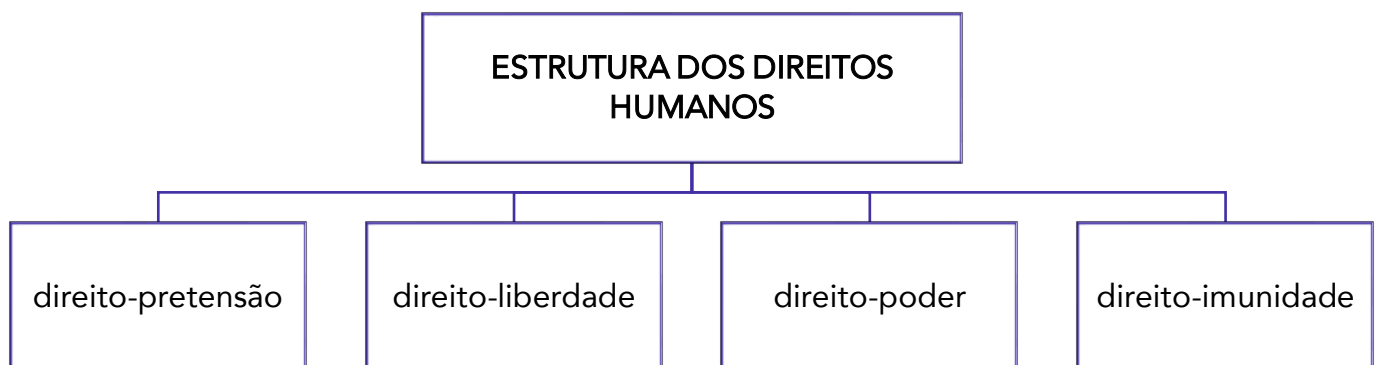 ESTRUTURA DOS DIREITOS
HUMANOS
direito-pretensão
direito-liberdade
direito-poder
direito-imunidade